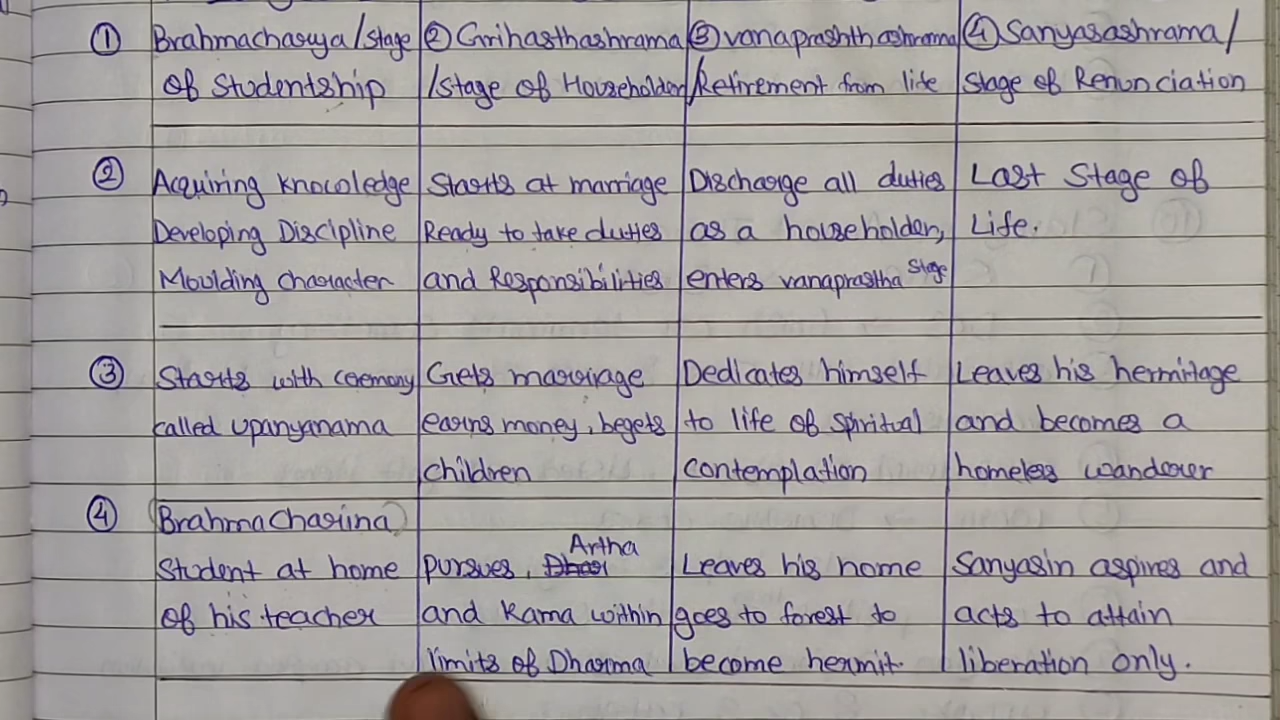 ① Brahmacharya/stage ② Grihasthashrama ③ vanaprashthashrama ④ Sanyasashrama/
of Studentship /stage of Householder /Retirement from life stage of Renunciation
② Acquiring knowledge Starts at marriage Discharge all duties Last Stage of
Developing Discipline Ready to take duties as a householder, Life.
Moulding Character and Responsibilities enters vanaprastha stage
③ Starts with ceremony Gets marriage Dedicates himself Leaves his hermitage
called upanyanama earns money, begets to life of spiritual and becomes a
children contemplation homeless wanderer
④ (BrahmaCharina)
Student at home pursues, Artha Leaves his home Sanyasin aspires and
of his teacher and Kama within goes to forest to acts to attain
limits of Dharma become hermit. liberation only.